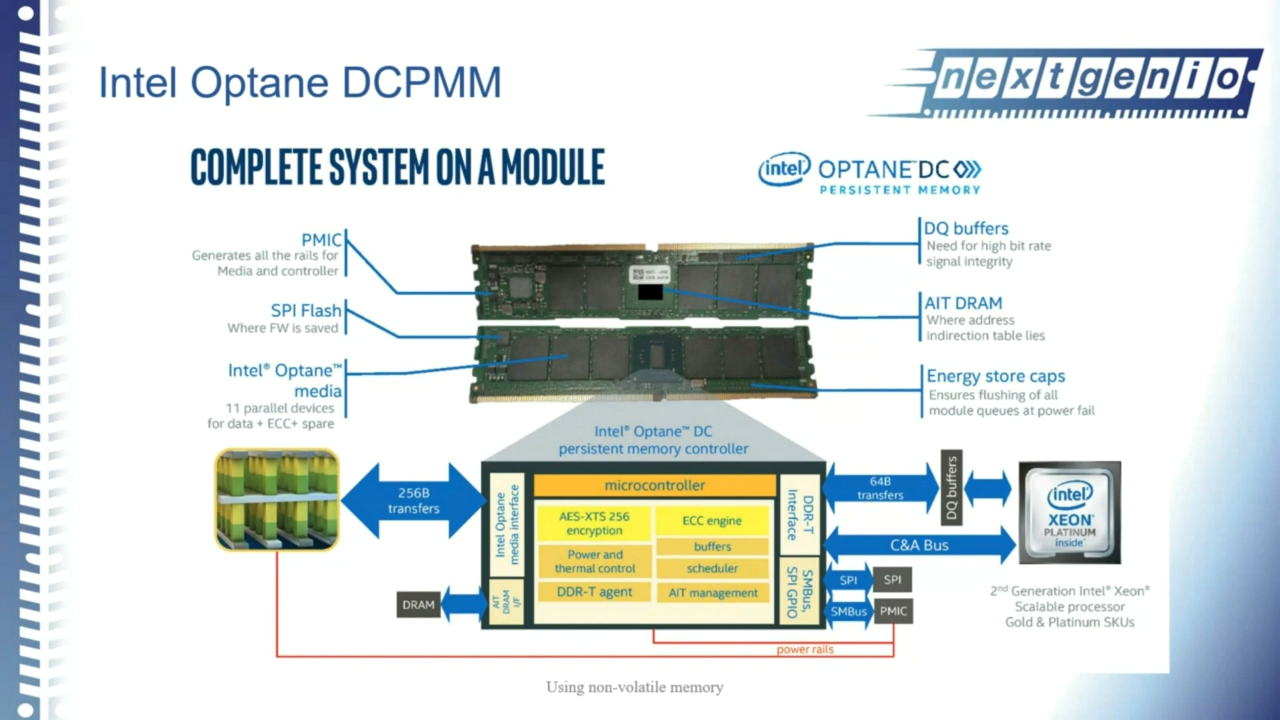 Intel Optane DCPMM
nextgenio
COMPLETE SYSTEM ON A MODULE
intel OPTANE™DC
PERSISTENT MEMORY
PMIC
Generates all the rails for
Media and controller
SPI Flash
Where FW is saved
Intel® Optane™
media
11 parallel devices
for data + ECC+ spare
DQ buffers
Need for high bit rate
signal integrity
AIT DRAM
Where address
indirection table lies
Energy store caps
Ensures flushing of all
module queues at power fail
Intel® Optane™ DC
persistent memory controller
256B
transfers
Intel Optane
media interface
AIT
DRAM
I/F
DRAM
microcontroller
AES-XTS 256
encryption
Power and
thermal control
DDR-T agent
ECC engine
buffers
scheduler
AIT management
DDR-T
Interface
SMBus,
SPI GPIO
64B
transfers
DQ buffers
C&A Bus
SPI
SPI
SMBus
PMIC
power rails
intel
XEON
PLATINUM
inside™
2nd Generation Intel® Xeon®
Scalable processor
Gold & Platinum SKUs
Using non-volatile memory